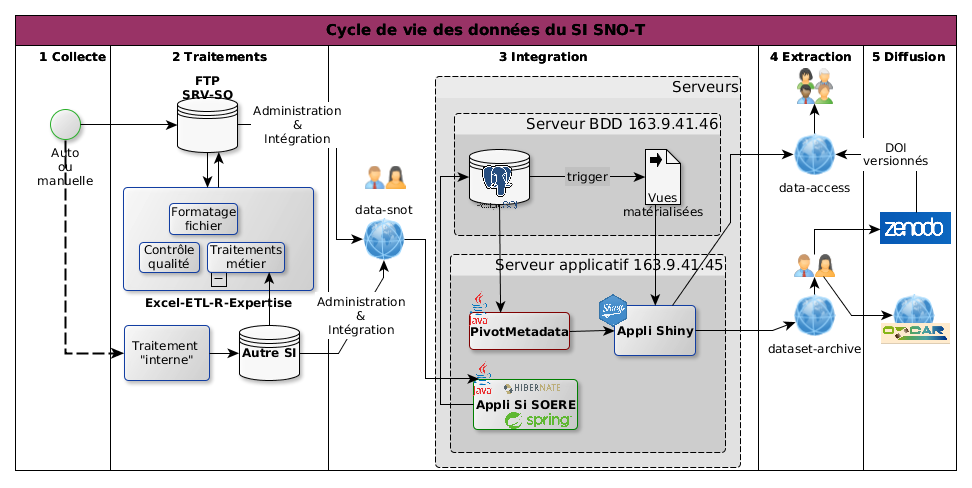 Cycle de vie des données du SI SNO-T
1 Collecte
2 Traitements
3 Integration
4 Extraction
5 Diffusion
FTP
SRV-SO
Administration
&
Intégration
Auto
ou
manuelle
Formatage
fichier
Contrôle
qualité
Traitements
métier
Excel-ETL-R-Expertise
Traitement
"interne"
Autre SI
Administration
&
Intégration
data-snot
Serveurs
Serveur BDD 163.9.41.46
trigger
Vues
matérialisées
Serveur applicatif 163.9.41.45
Java
PivotMetadata
Shiny
Appli Shiny
Java
HIBERNATE
Appli Si SOERE
spring
data-access
dataset-archive
DOI
versionnés
zenodo